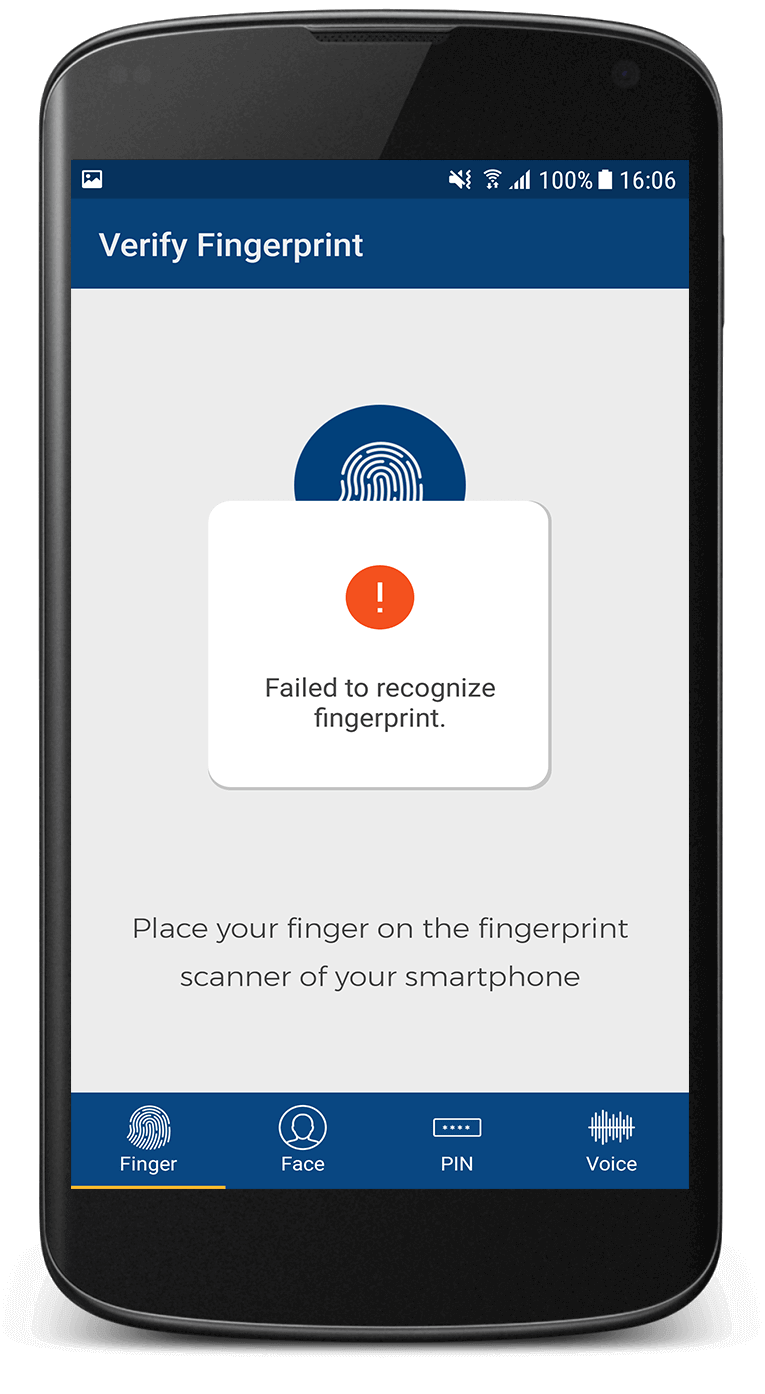 100% 16:06
Verify Fingerprint
Failed to recognize
fingerprint.
Place your finger on the fingerprint
scanner of your smartphone
Finger Face PIN Voice